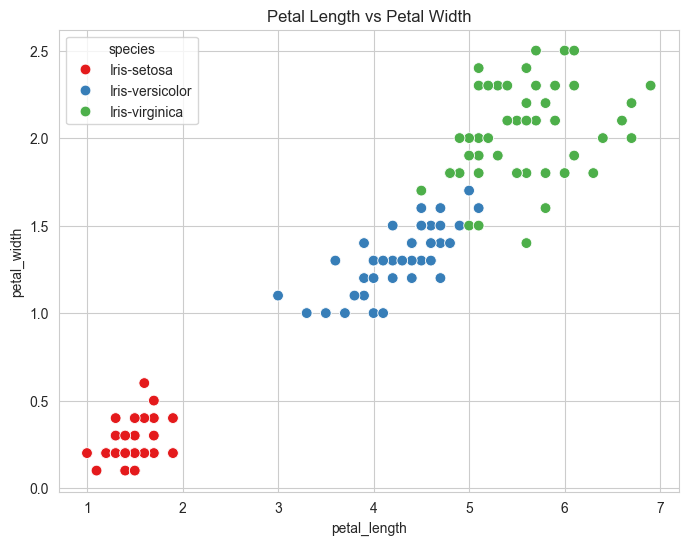 Petal Length vs Petal Width
species
Iris-setosa
Iris-versicolor
Iris-virginica
petal_width
2.5
2.0
1.5
1.0
0.5
0.0
1 2 3 4 5 6 7
petal_length